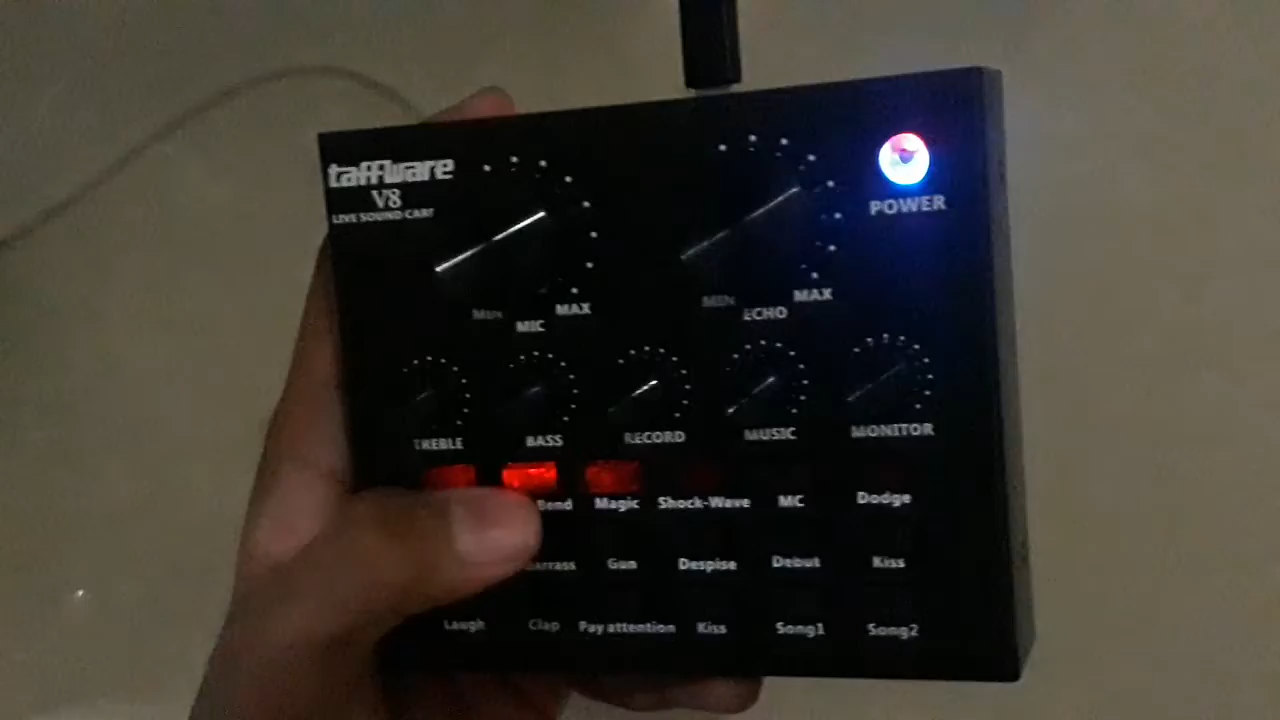 taffware
V8
LIVE SOUND CARD
POWER
MIN MAX
MIC
MIN MAX
ECHO
TREBLE BASS RECORD MUSIC MONITOR
Bend Magic Shock-Wave MC Dodge
Gun Despise Debut Kiss
Laugh Clap Pay attention Kiss Song1 Song2